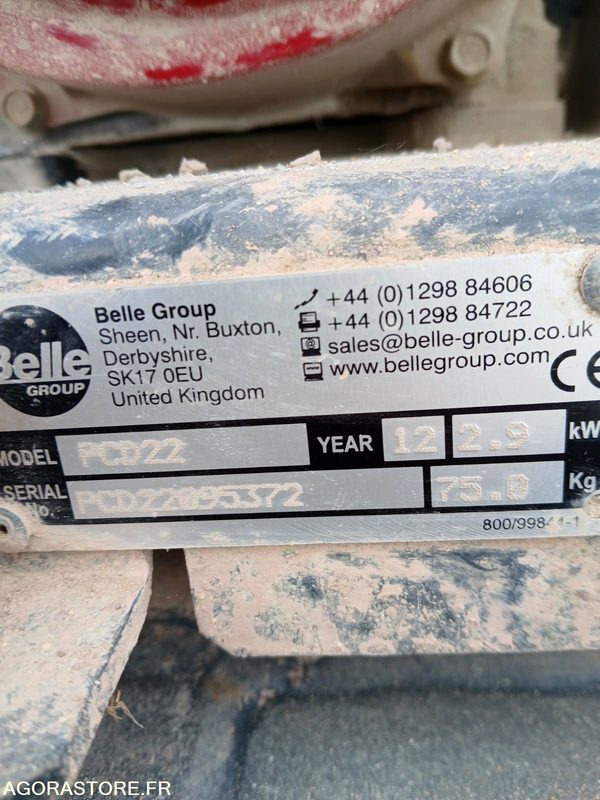 Belle
GROUP
Belle Group
Sheen, Nr. Buxton,
Derbyshire,
SK17 0EU
United Kingdom
+44 (0)1298 84606
+44 (0)1298 84722
sales@belle-group.co.uk
www www.bellegroup.com
CE
MODEL PCD22 YEAR 12 2.9 kW
SERIAL No. PCD22095372 75.0 Kg
AGORASTORE.FR